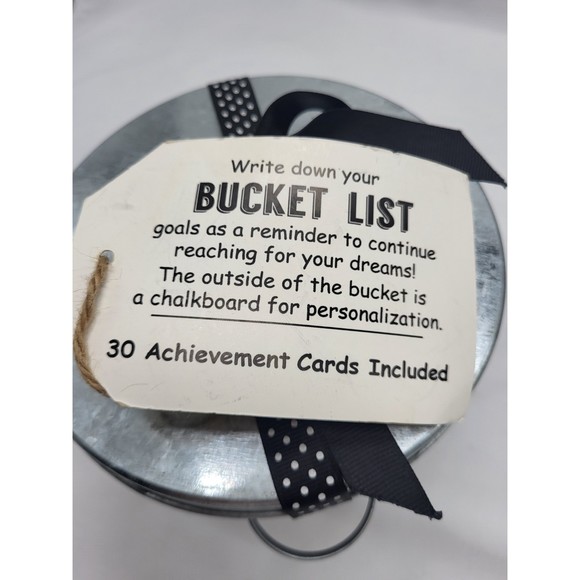 Write down your
BUCKET LIST
goals as a reminder to continue
reaching for your dreams!
The outside of the bucket is
a chalkboard for personalization.
30 Achievement Cards Included